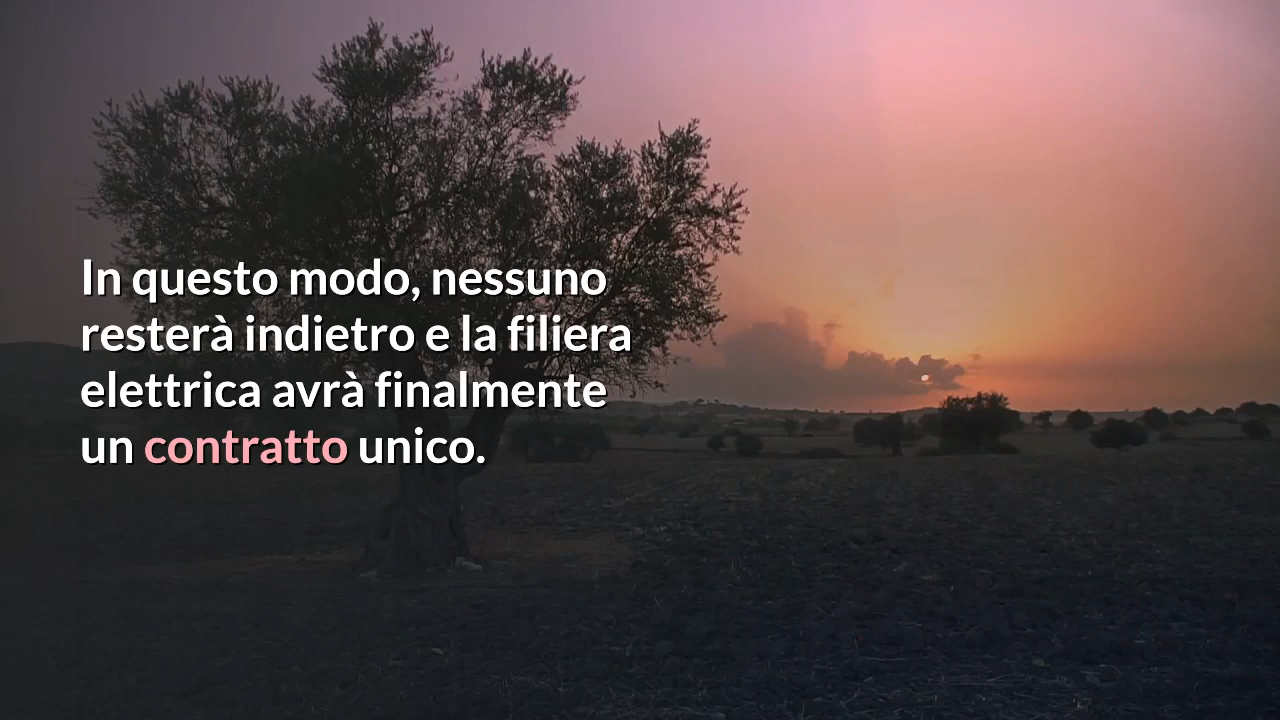 In questo modo, nessuno
resterà indietro e la filiera
elettrica avrà finalmente
un contratto unico.